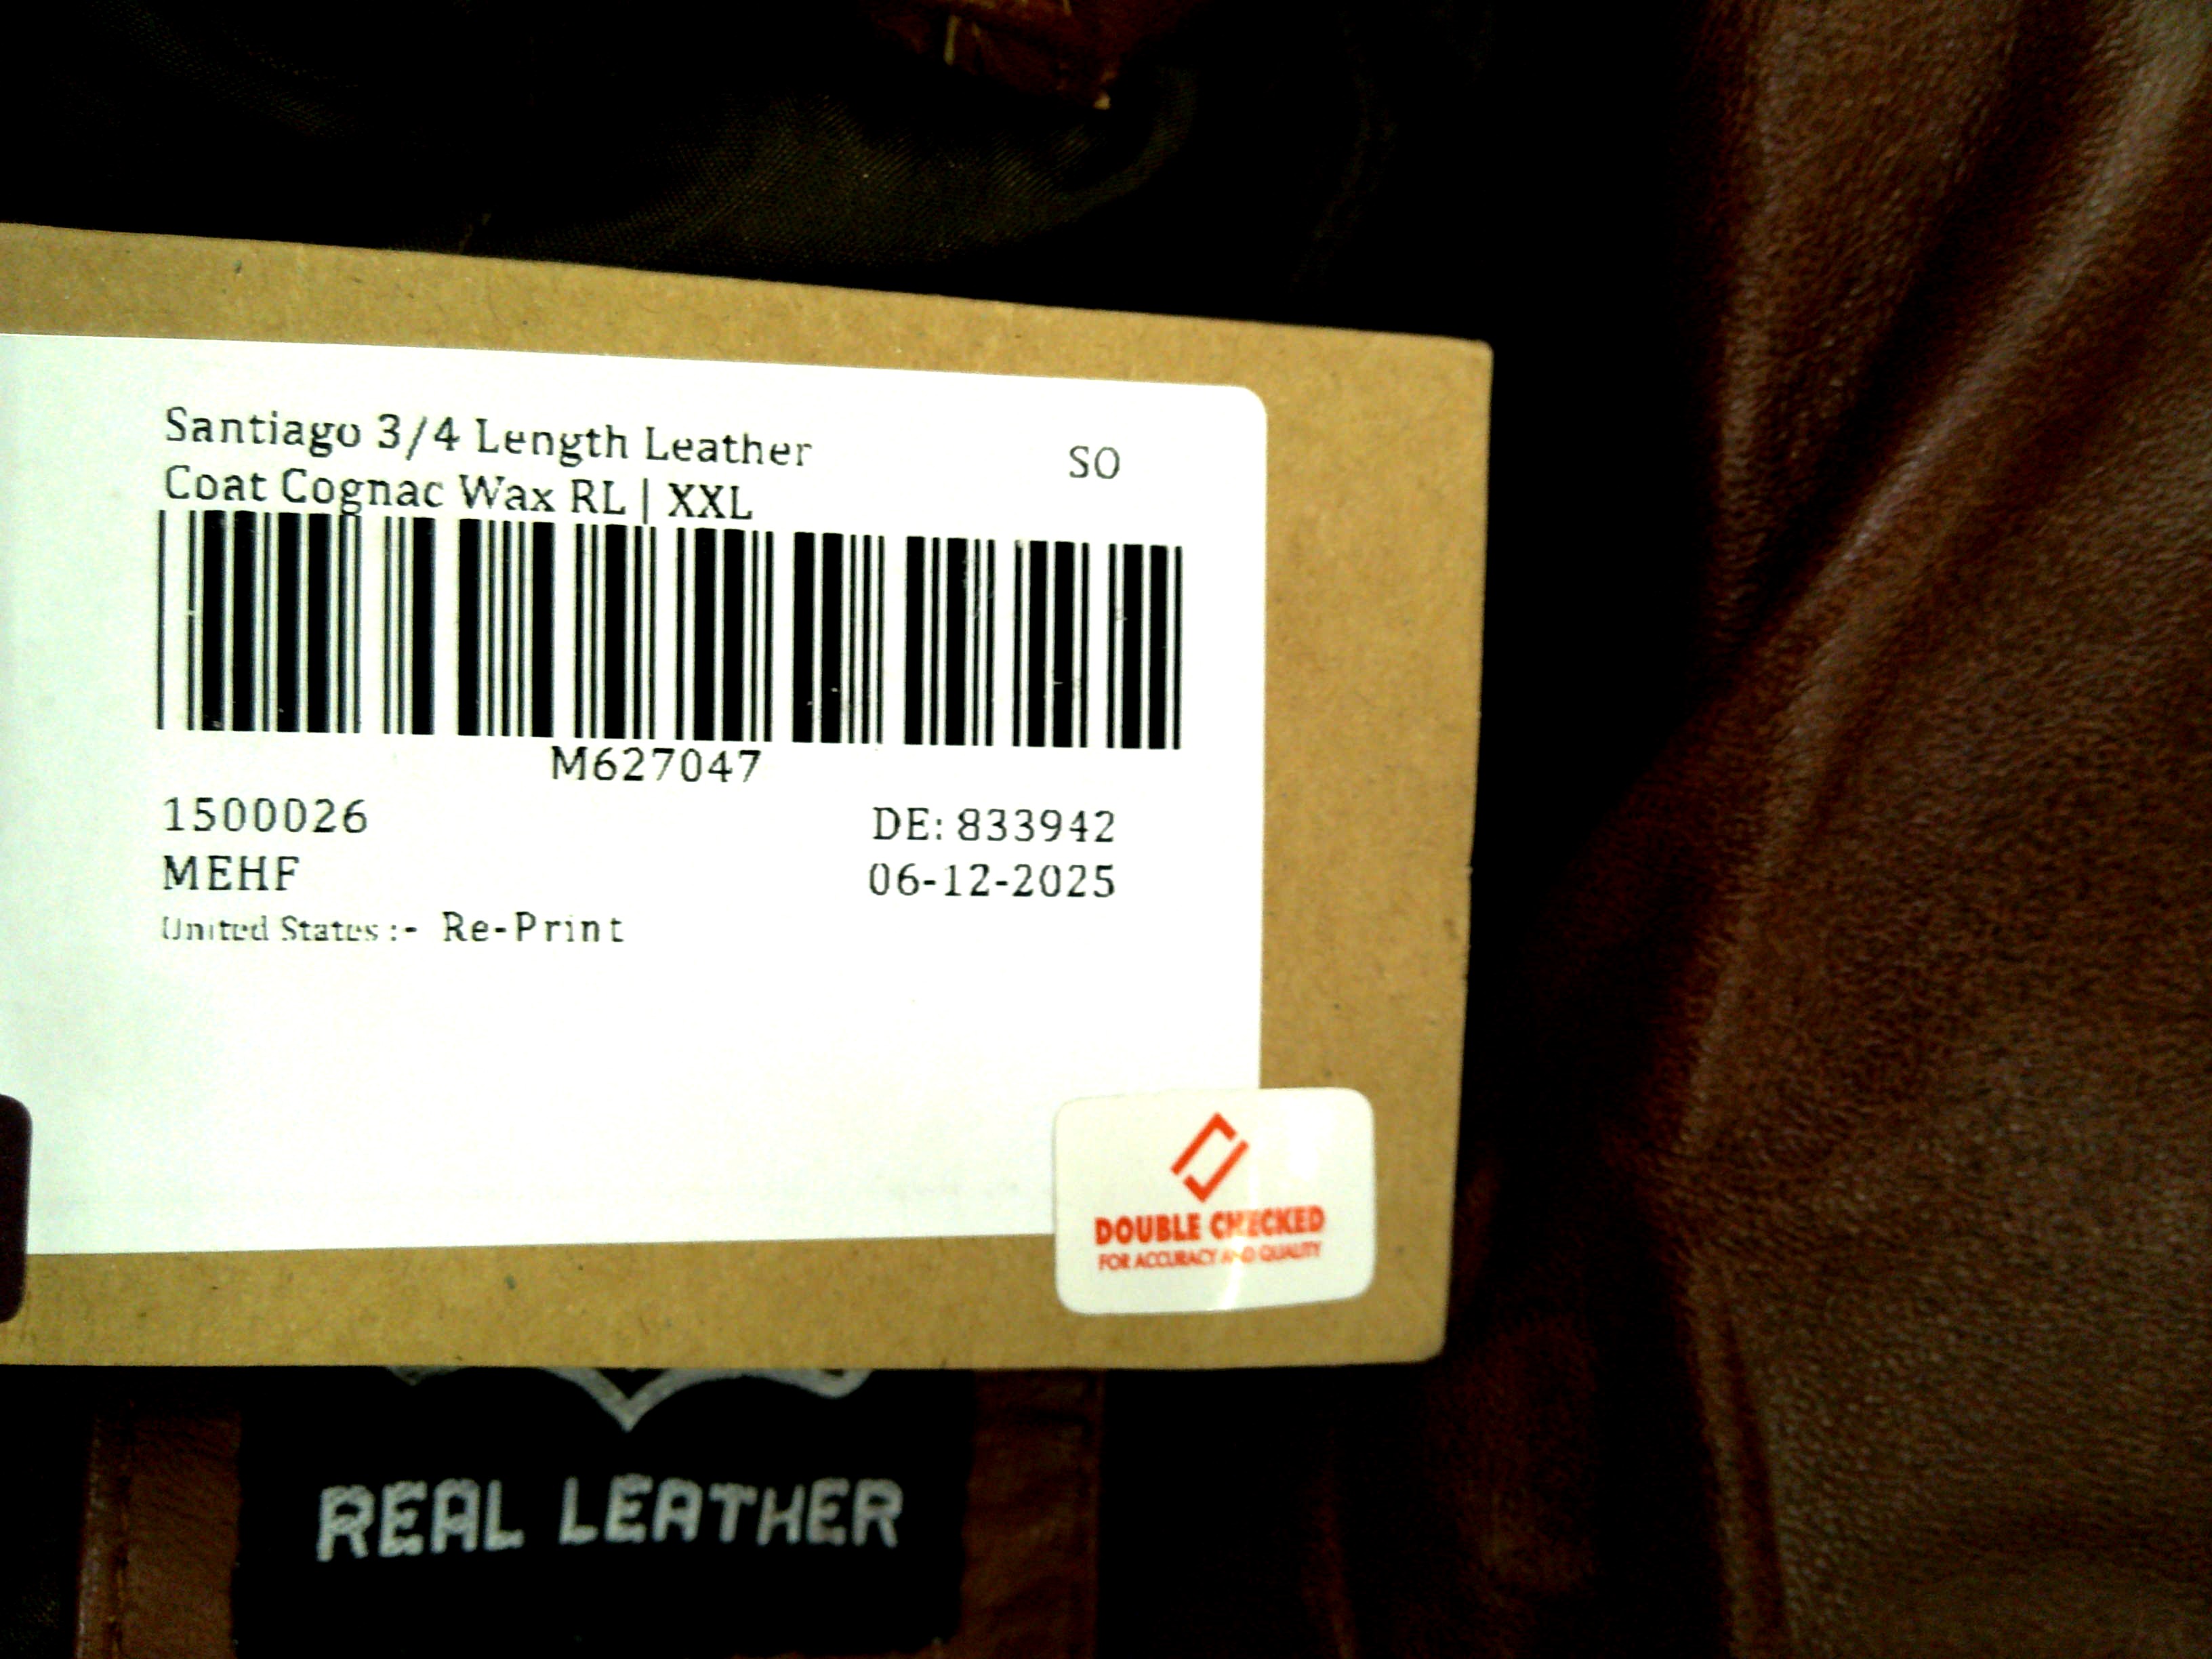 Santiago 3/4 Length Leather
Coat Cognac Wax RL | XXL
SO
M627047
1500026
DE: 833942
MEHF
06-12-2025
United States :- Re-Print
DOUBLE CHECKED
FOR ACCURACY AND QUALITY
REAL LEATHER